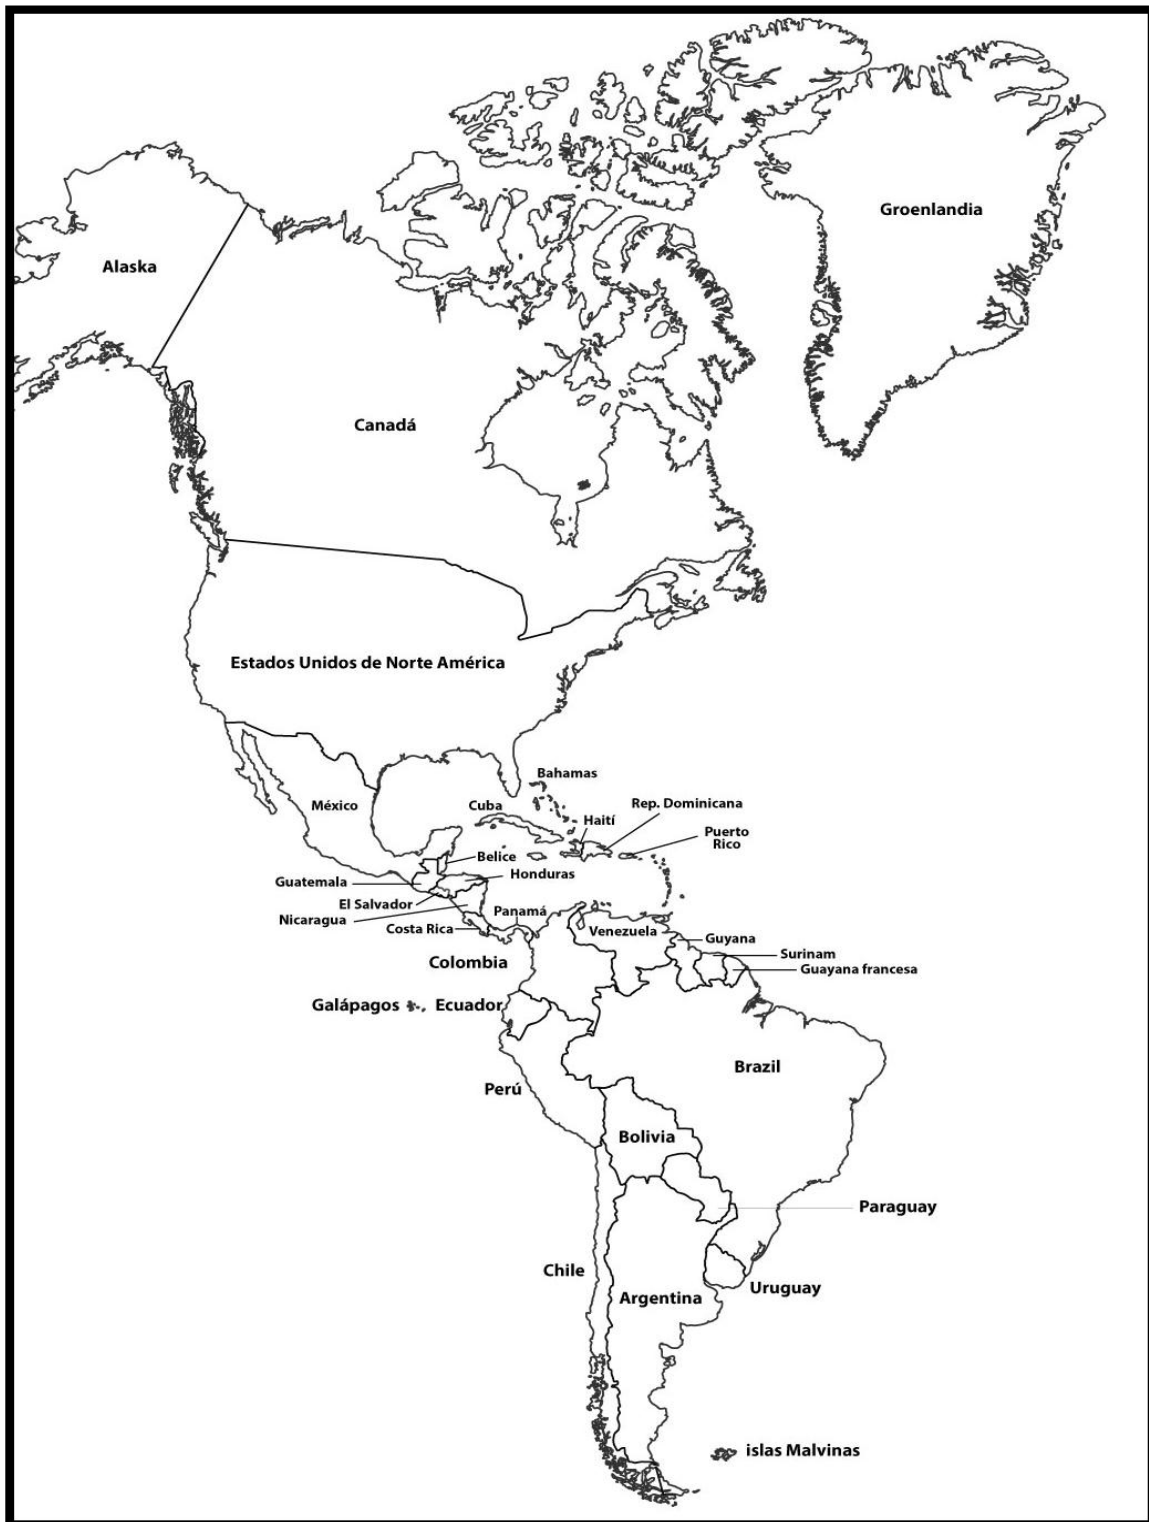 Groenlandia
Alaska
Canadá
Estados Unidos de Norte América
Bahamas
México
Cuba
Rep. Dominicana
Haití
Puerto
Rico
Belice
Honduras
Guatemala
El Salvador
Nicaragua
Panamá
Costa Rica
Venezuela
Guyana
Surinam
Colombia
Guayana francesa
Galápagos
Ecuador
Brazil
Perú
Bolivia
Paraguay
Chile
Uruguay
Argentina
islas Malvinas